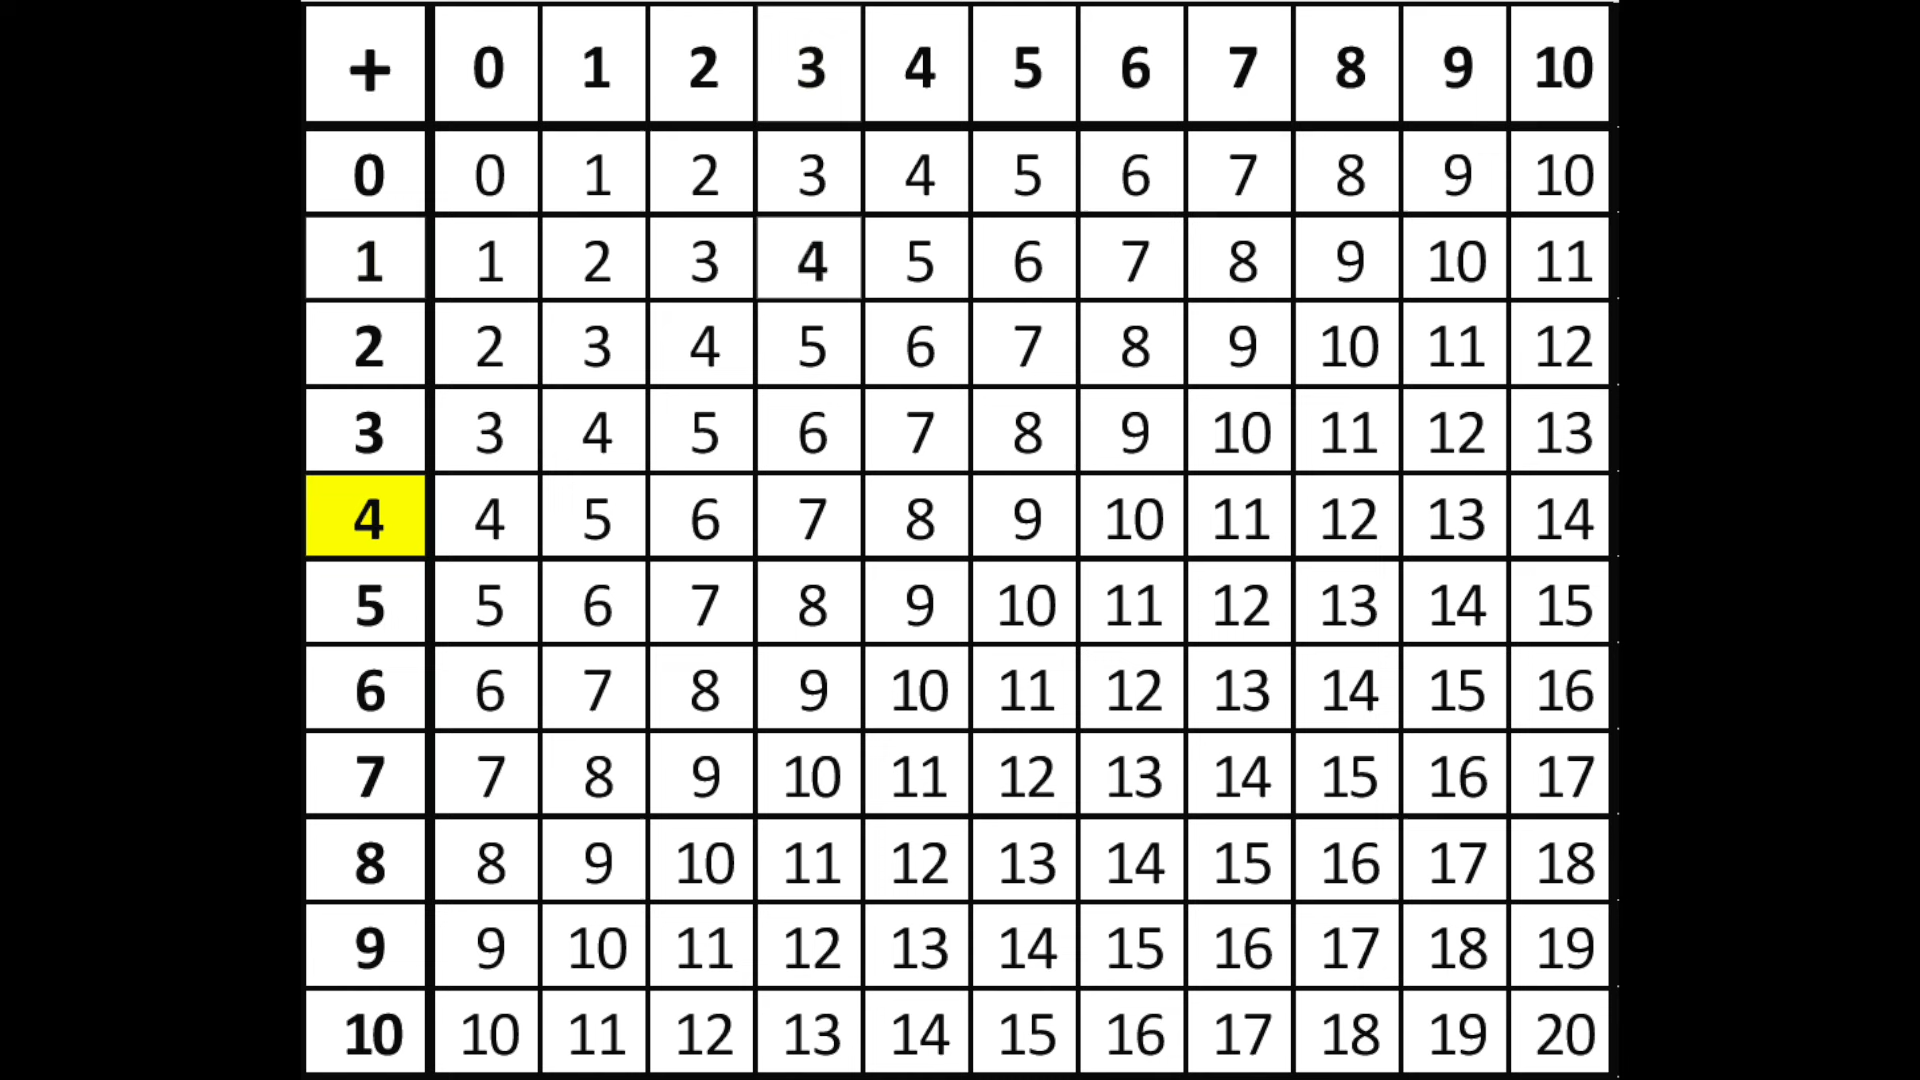 + 0 1 2 3 4 5 6 7 8 9 10
0 0 1 2 3 4 5 6 7 8 9 10
1 1 2 3 4 5 6 7 8 9 10 11
2 2 3 4 5 6 7 8 9 10 11 12
3 3 4 5 6 7 8 9 10 11 12 13
4 4 5 6 7 8 9 10 11 12 13 14
5 5 6 7 8 9 10 11 12 13 14 15
6 6 7 8 9 10 11 12 13 14 15 16
7 7 8 9 10 11 12 13 14 15 16 17
8 8 9 10 11 12 13 14 15 16 17 18
9 9 10 11 12 13 14 15 16 17 18 19
10 10 11 12 13 14 15 16 17 18 19 20